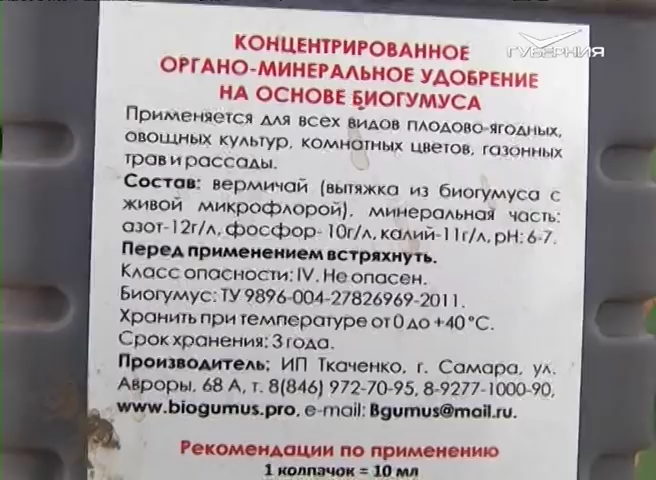 ГУБЕРНИЯ
КОНЦЕНТРИРОВАННОЕ
ОРГАНО-МИНЕРАЛЬНОЕ УДОБРЕНИЕ
НА ОСНОВЕ БИОГУМУСА
Применяется для всех видов плодово-ягодных,
овощных культур, комнатных цветов, газонных
трав и рассады.
Состав: вермичай (вытяжка из биогумуса с
живой микрофлорой), минеральная часть:
азот-12г/л, фосфор- 10г/л, калий-11г/л, pH: 6-7.
Перед применением встряхнуть.
Класс опасности: IV. Не опасен.
Биогумус: ТУ 9896-004-27826969-2011.
Хранить при температуре от 0 до +40°С.
Срок хранения: 3 года.
Производитель: ИП Ткаченко, г. Самара, ул.
Авроры, 68 А, т. 8(846) 972-70-95, 8-9277-1000-90,
www.biogumus.pro, e-mail: Bgumus@mail.ru.
Рекомендации по применению
1 колпачок = 10 мл